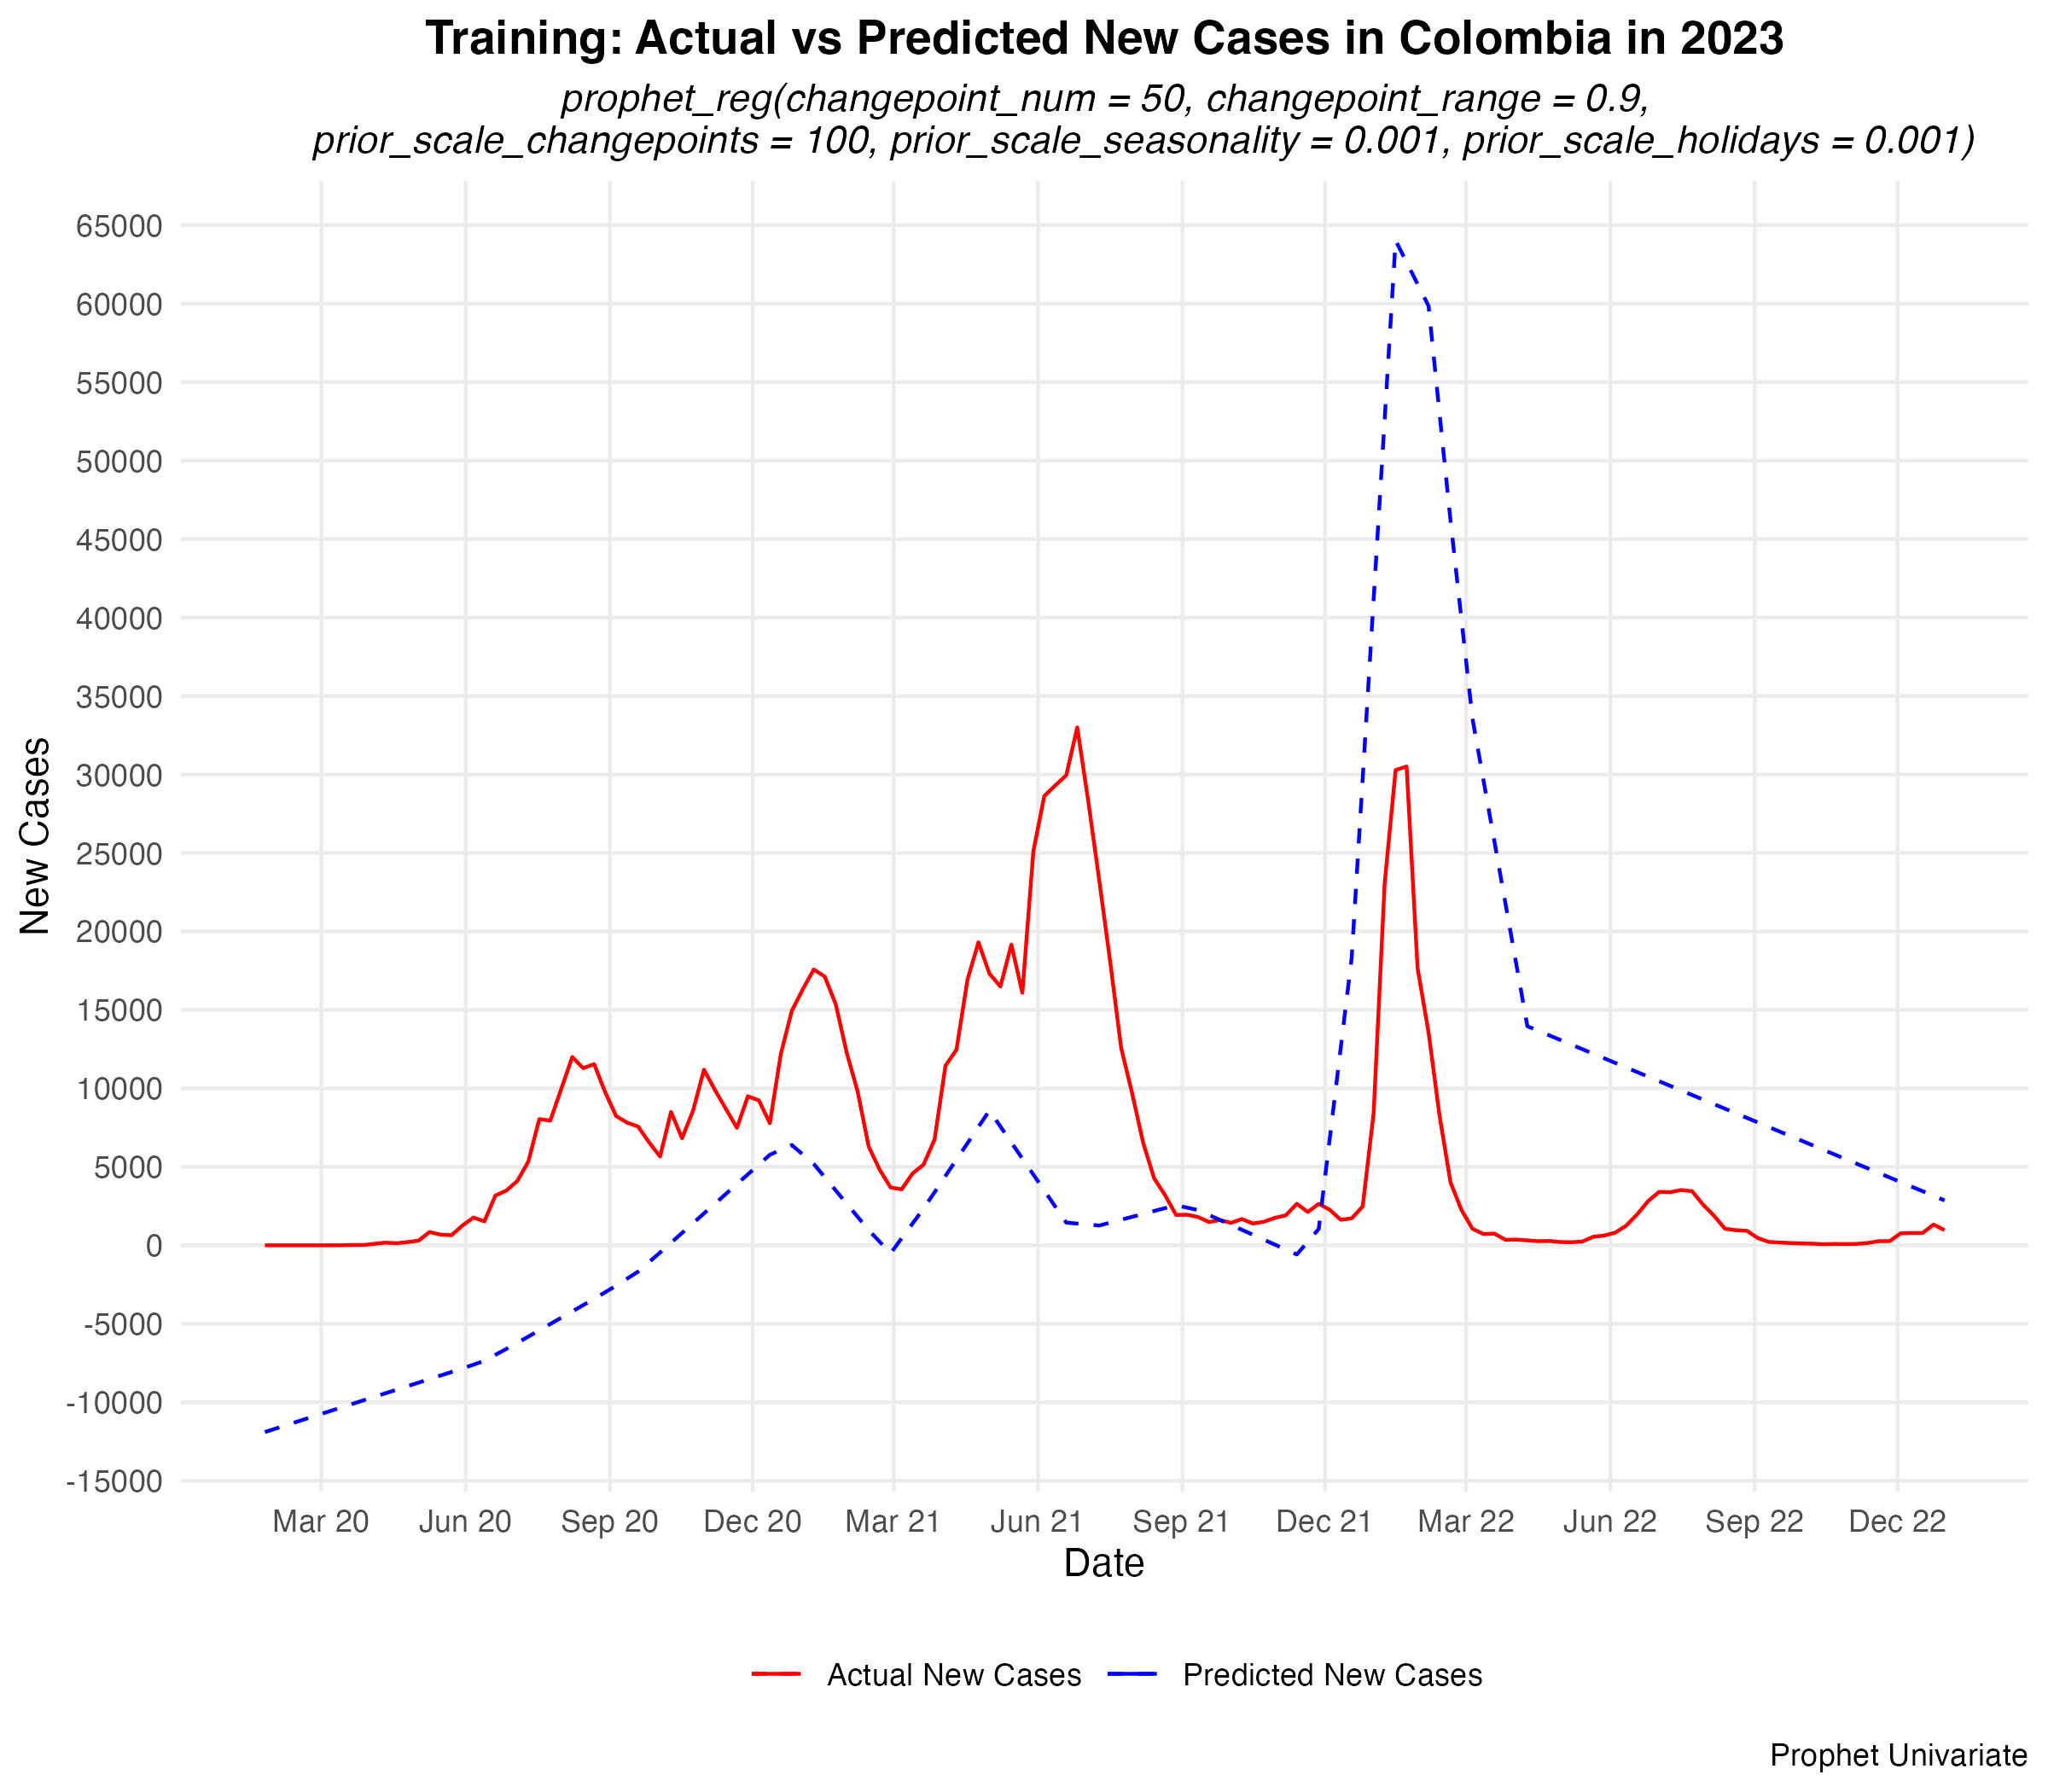 Training: Actual vs Predicted New Cases in Colombia in 2023
prophet_reg(changepoint_num = 50, changepoint_range = 0.9,
prior_scale_changepoints = 100, prior_scale_seasonality = 0.001, prior_scale_holidays = 0.001)
65000
60000
55000
50000
45000
40000
35000
30000
25000
20000
15000
10000
5000
0
-5000
-10000
-15000
New Cases
Mar 20 Jun 20 Sep 20 Dec 20 Mar 21 Jun 21 Sep 21 Dec 21 Mar 22 Jun 22 Sep 22 Dec 22
Date
Actual New Cases Predicted New Cases
Prophet Univariate